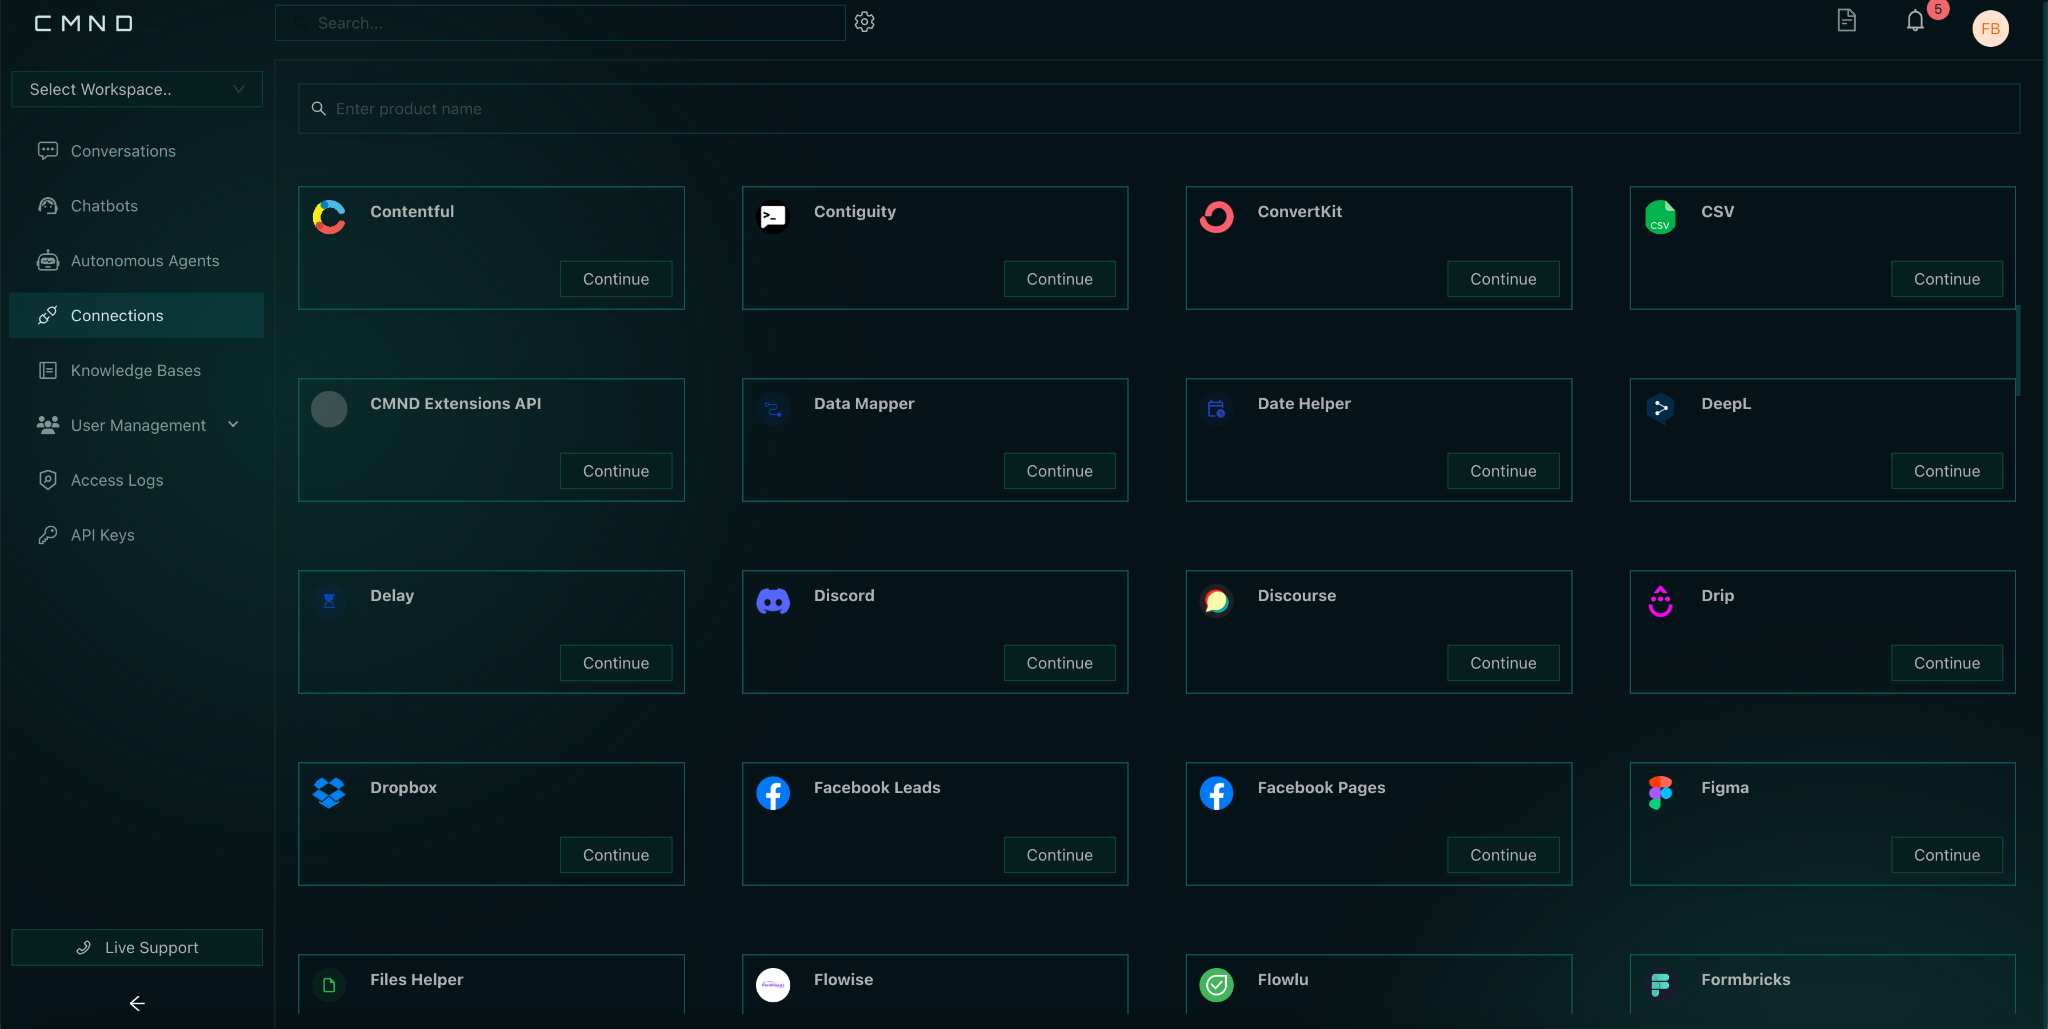 CMND
Search...
5
FB
Select Workspace..
Enter product name
Conversations
Chatbots
Autonomous Agents
Connections
Knowledge Bases
User Management
Access Logs
API Keys
Live Support
Contentful
Continue
Contiguity
Continue
ConvertKit
Continue
CSV
CSV
Continue
CMND Extensions API
Continue
Data Mapper
Continue
Date Helper
Continue
DeepL
Continue
Delay
Continue
Discord
Continue
Discourse
Continue
Drip
Continue
Dropbox
Continue
Facebook Leads
Continue
Facebook Pages
Continue
Figma
Continue
Files Helper
Flowise
Flowlu
Formbricks